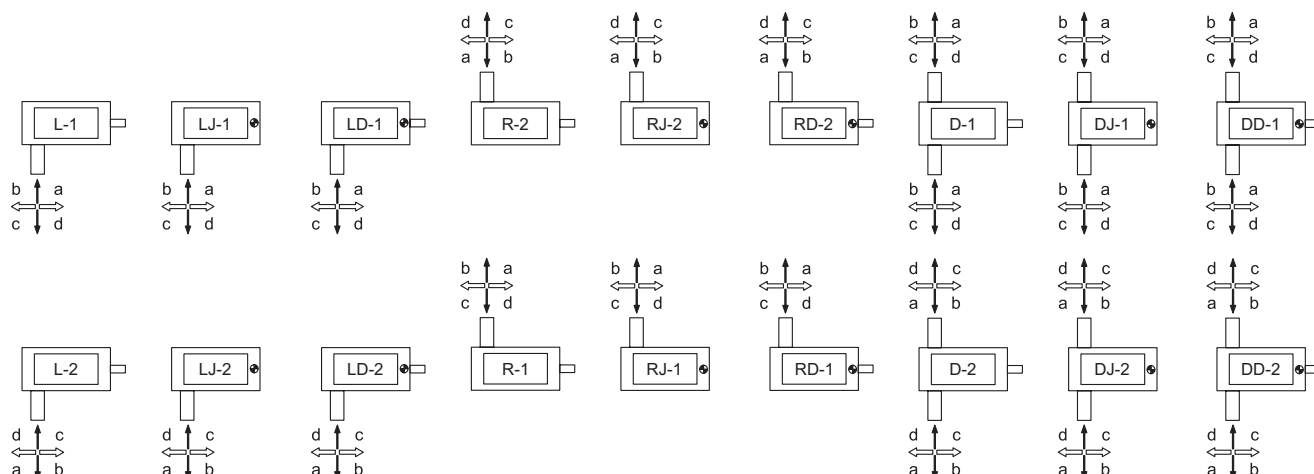 d c d c d c b a b a b a
a b a b a b c d c d c d
L-1 LJ-1 LD-1 R-2 RJ-2 RD-2 D-1 DJ-1 DD-1
b a b a b a b a b a b a
c d c d c d c d c d c d
b a b a b a d c d c d c
c d c d c d a b a b a b
L-2 LJ-2 LD-2 R-1 RJ-1 RD-1 D-2 DJ-2 DD-2
d c d c d c d c d c d c
a b a b a b a b a b a b